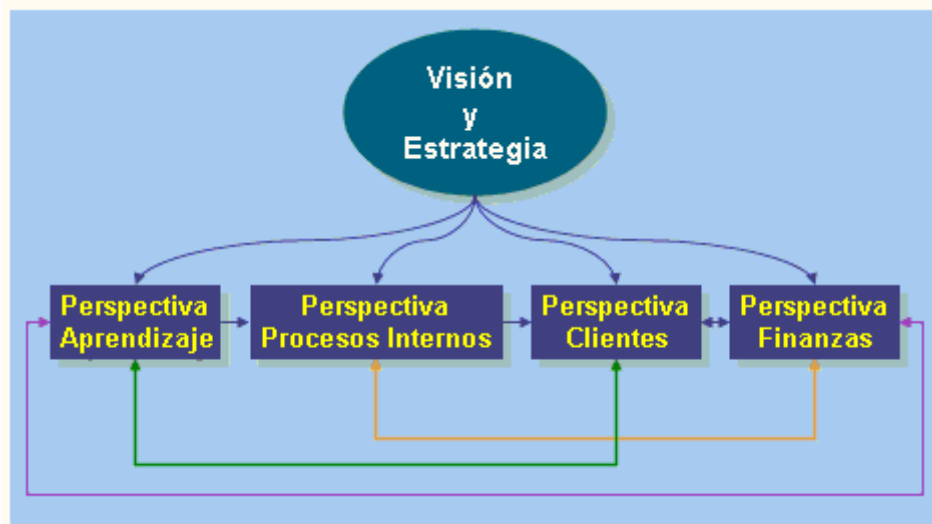 Visión
y
Estrategia
Perspectiva
Aprendizaje
Perspectiva
Procesos Internos
Perspectiva
Clientes
Perspectiva
Finanzas